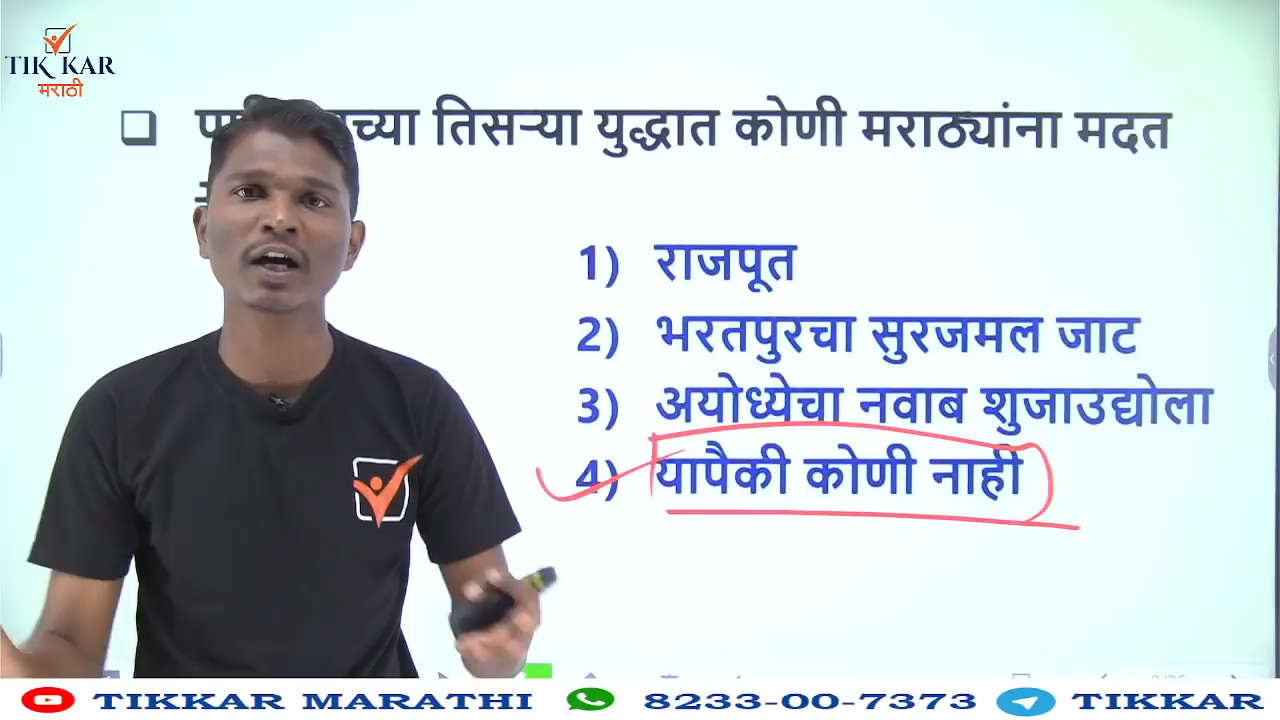 TIK KAR
मराठी
तिसऱ्या युद्धात कोणी मराठ्यांना मदत
1) राजपूत
2) भरतपुरचा सुरजमल जाट
3) अयोध्येचा नवाब शुजाउद्योला
4) यापैकी कोणी नाही
TIKKAR MARATHI 8233-00-7373 TIKKAR